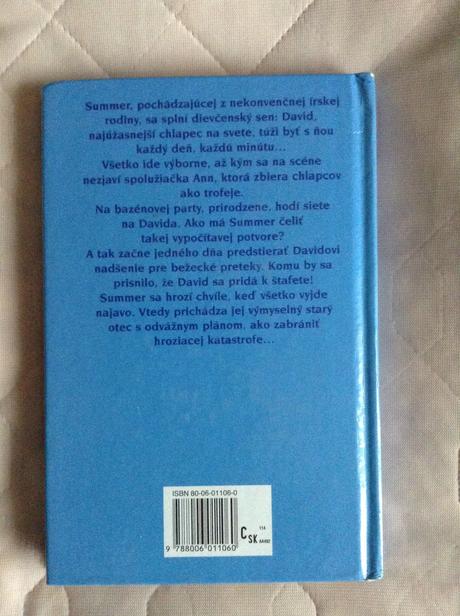 Summer, pochádzajúcej z nekonvenčnej írskej
rodiny, sa splní dievčenský sen: David,
najúžasnejší chlapec na svete, túži byť s ňou
každý deň, každú minútu...
Všetko ide výborne, až kým sa na scéne
nezjaví spolužiačka Ann, ktorá zbiera chlapcov
ako trofeje.
Na bazénovej party, prirodzene, hodí siete
na Davida. Ako má Summer čeliť
takej vypočítavej potvore?
A tak začne jedného dňa predstierať Davidovi
nadšenie pre bežecké preteky. Komu by sa
prisnilo, že David sa pridá k štafete!
Summer sa hrozí chvíle, keď všetko vyjde
najavo. Vtedy prichádza jej výmyselný starý
otec s odvážnym plánom, ako zabrániť
hroziacej katastrofe...
ISBN 80-06-01106-0
CSK
9 788006 011060